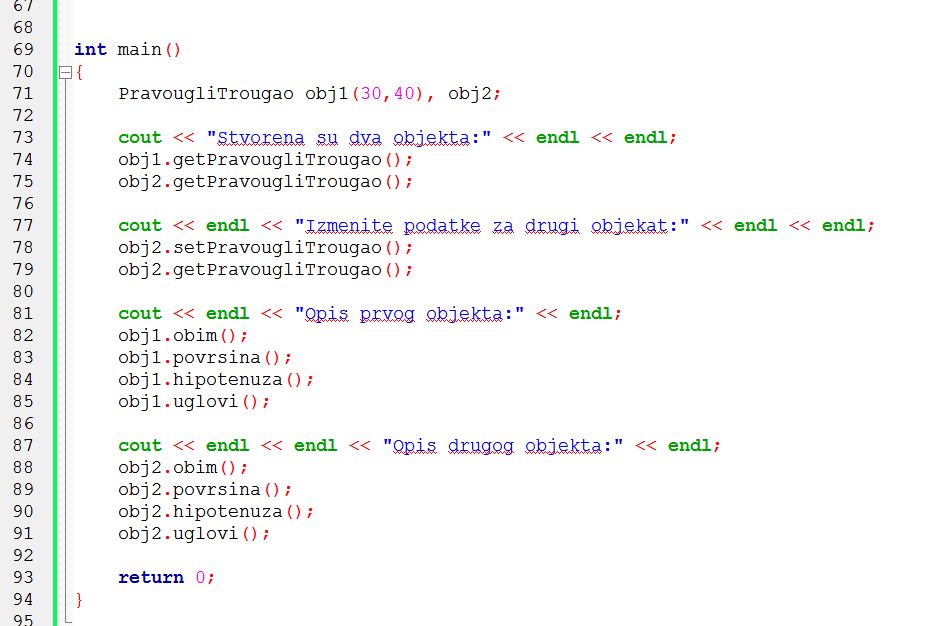 67
68
69 int main()
70 {
71 PravougliTrougao obj1(30,40), obj2;
72
73 cout << "Stvorena su dva objekta:" << endl << endl;
74 obj1.getPravougliTrougao();
75 obj2.getPravougliTrougao();
76
77 cout << endl << "Izmenite podatke za drugi objekat:" << endl << endl;
78 obj2.setPravougliTrougao();
79 obj2.getPravougliTrougao();
80
81 cout << endl << "Opis prvog objekta:" << endl;
82 obj1.obim();
83 obj1.povrsina();
84 obj1.hipotenuza();
85 obj1.uglovi();
86
87 cout << endl << endl << "Opis drugog objekta:" << endl;
88 obj2.obim();
89 obj2.povrsina();
90 obj2.hipotenuza();
91 obj2.uglovi();
92
93 return 0;
94 }
95